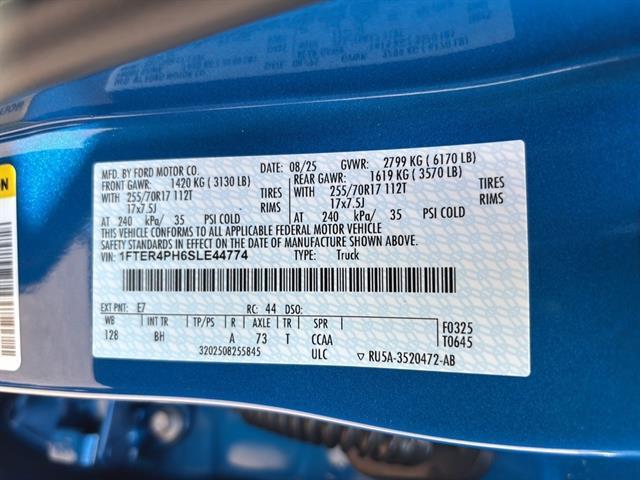 ON
MFD. BY FORD MOTOR CO.
DATE: 08/25 GVWR: 2799 KG ( 6170 LB)
FRONT GAWR: 1420 KG ( 3130 LB)
REAR GAWR: 1619 KG ( 3570 LB)
WITH 255/70R17 112T TIRES WITH 255/70R17 112T TIRES
17x7.5J RIMS 17x7.5J RIMS
AT 240 kPa/ 35 PSI COLD AT 240 kPa/ 35 PSI COLD
THIS VEHICLE CONFORMS TO ALL APPLICABLE FEDERAL MOTOR VEHICLE
SAFETY STANDARDS IN EFFECT ON THE DATE OF MANUFACTURE SHOWN ABOVE.
VIN: 1FTER4PH6SLE44774 TYPE: Truck
EXT PNT: E7 RC: 44 DSO:
WB INT TR TP/PS R AXLE TR SPR F0325
128 BH A 73 T CCAA T0645
3202508255845 ULC ▽ RU5A-3520472-AB